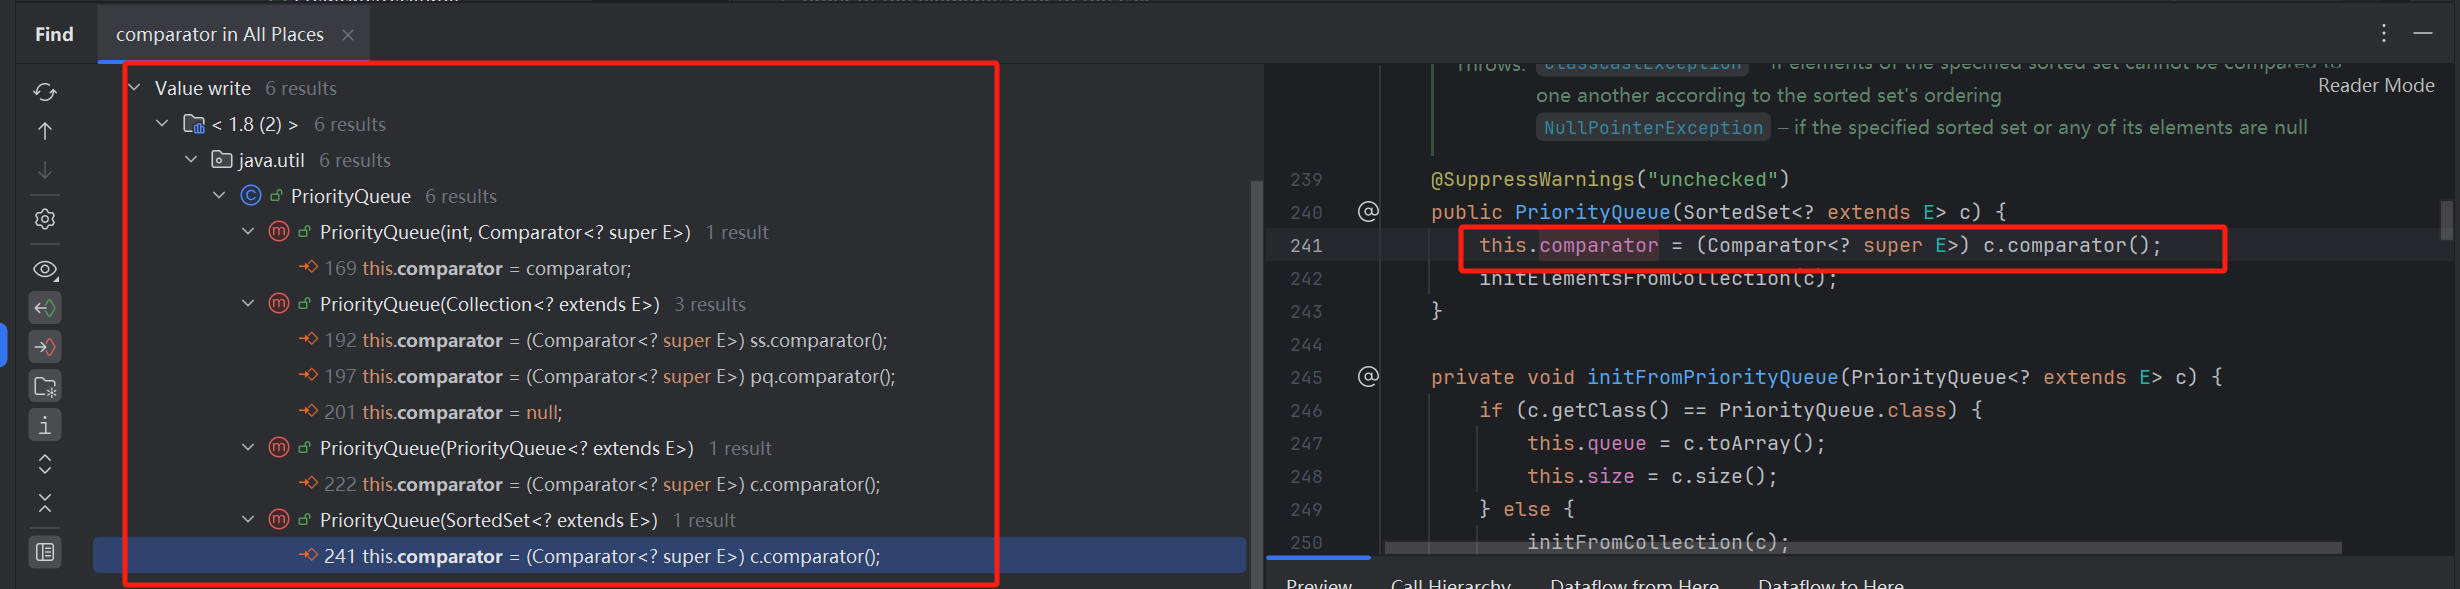 Find
comparator in All Places
Value write 6 results
< 1.8 (2) > 6 results
java.util 6 results
PriorityQueue 6 results
PriorityQueue(int, Comparator<? super E>) 1 result
169 this.comparator = comparator;
PriorityQueue(Collection<? extends E>) 3 results
192 this.comparator = (Comparator<? super E>) ss.comparator();
197 this.comparator = (Comparator<? super E>) pq.comparator();
201 this.comparator = null;
PriorityQueue(PriorityQueue<? extends E>) 1 result
222 this.comparator = (Comparator<? super E>) c.comparator();
PriorityQueue(SortedSet<? extends E>) 1 result
241 this.comparator = (Comparator<? super E>) c.comparator();
Throws: ClassCastException – if elements of the specified sorted set cannot be compared to
one another according to the sorted set's ordering
NullPointerException – if the specified sorted set or any of its elements are null
Reader Mode
239 @SuppressWarnings("unchecked")
240 public PriorityQueue(SortedSet<? extends E> c) {
241 this.comparator = (Comparator<? super E>) c.comparator();
242 initElementsFromCollection(c);
243 }
244
245 private void initFromPriorityQueue(PriorityQueue<? extends E> c) {
246 if (c.getClass() == PriorityQueue.class) {
247 this.queue = c.toArray();
248 this.size = c.size();
249 } else {
250 initFromCollection(c);
Preview Call Hierarchy Dataflow from Here Dataflow to Here